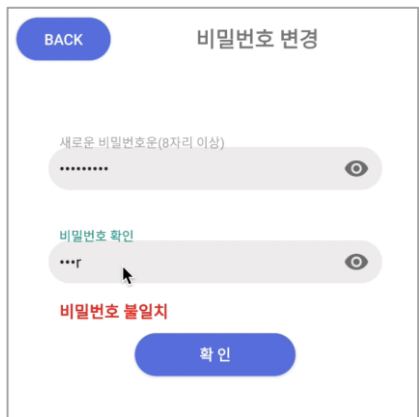 BACK
비밀번호 변경
새로운 비밀번호운(8자리 이상)
•••••••••
비밀번호 확인
•••r
비밀번호 불일치
확 인